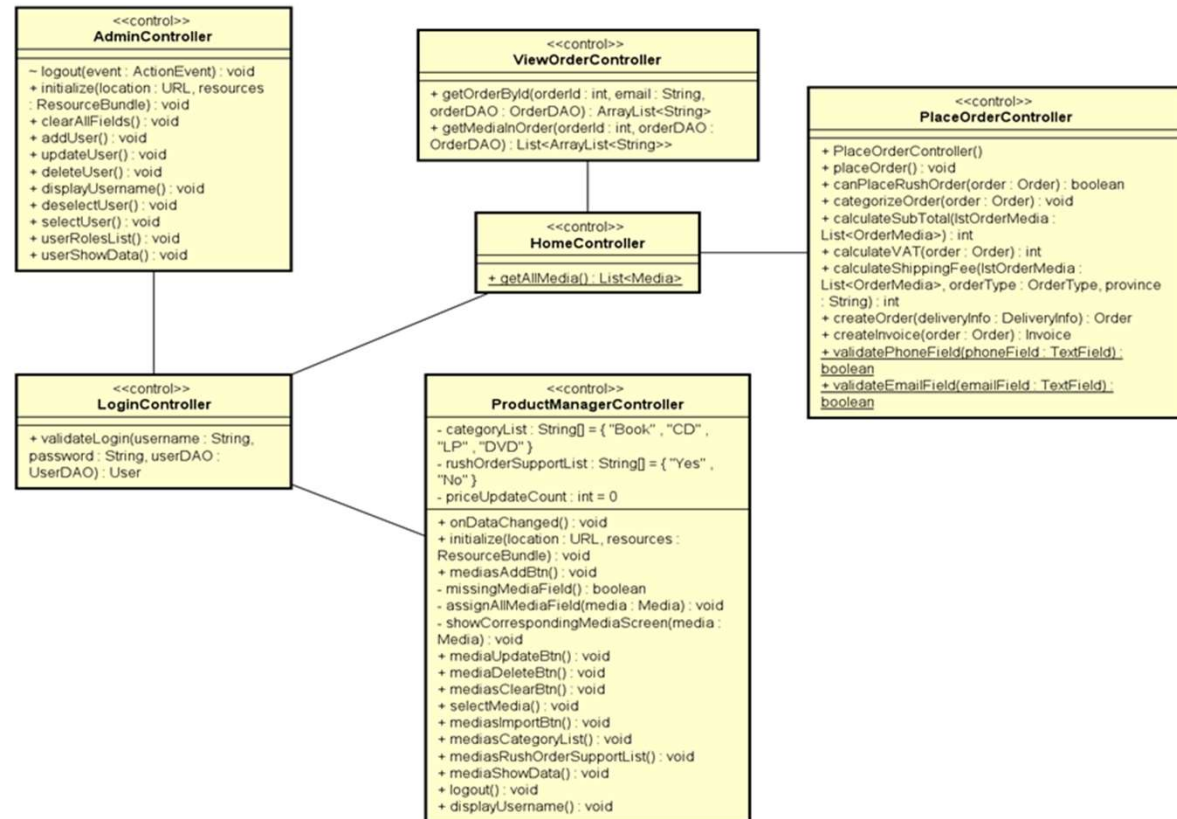 <<control>>
AdminController
~ logout(event : ActionEvent) : void
+ initialize(location : URL, resources
: ResourceBundle) : void
+ clearAllFields() : void
+ addUser() : void
+ updateUser() : void
+ deleteUser() : void
+ displayUsername() : void
+ deselectUser() : void
+ selectUser() : void
+ userRolesList() : void
+ userShowData() : void
<<control>>
ViewOrderController
+ getOrderById(orderId : int, email : String,
orderDAO : OrderDAO) : ArrayList<String>
+ getMediaInOrder(orderId : int, orderDAO :
OrderDAO) : List<ArrayList<String>>
<<control>>
PlaceOrderController
+ PlaceOrderController()
+ placeOrder() : void
+ canPlaceRushOrder(order : Order) : boolean
+ categorizeOrder(order : Order) : void
+ calculateSubTotal(lstOrderMedia :
List<OrderMedia>) : int
+ calculateVAT(order : Order) : int
+ calculateShippingFee(lstOrderMedia :
List<OrderMedia>, orderType : OrderType, province
: String) : int
+ createOrder(deliveryInfo : DeliveryInfo) : Order
+ createInvoice(order : Order) : Invoice
+ validatePhoneField(phoneField : TextField) :
boolean
+ validateEmailField(emailField : TextField) :
boolean
<<control>>
HomeController
+ getAllMedia() : List<Media>
<<control>>
LoginController
+ validateLogin(username : String,
password : String, userDAO :
UserDAO) : User
<<control>>
ProductManagerController
- categoryList : String[] = { "Book" , "CD" ,
"LP" , "DVD" }
- rushOrderSupportList : String[] = { "Yes" ,
"No" }
- priceUpdateCount : int = 0
+ onDataChanged() : void
+ initialize(location : URL, resources :
ResourceBundle) : void
+ mediasAddBtn() : void
- missingMediaField() : boolean
- assignAllMediaField(media : Media) : void
- showCorrespondingMediaScreen(media :
Media) : void
+ mediaUpdateBtn() : void
+ mediaDeleteBtn() : void
+ mediasClearBtn() : void
+ selectMedia() : void
+ mediasImportBtn() : void
+ mediasCategoryList() : void
+ mediasRushOrderSupportList() : void
+ mediaShowData() : void
+ logout() : void
+ displayUsername() : void